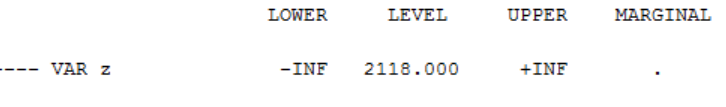 LOWER LEVEL UPPER MARGINAL
---- VAR z -INF 2118.000 +INF .